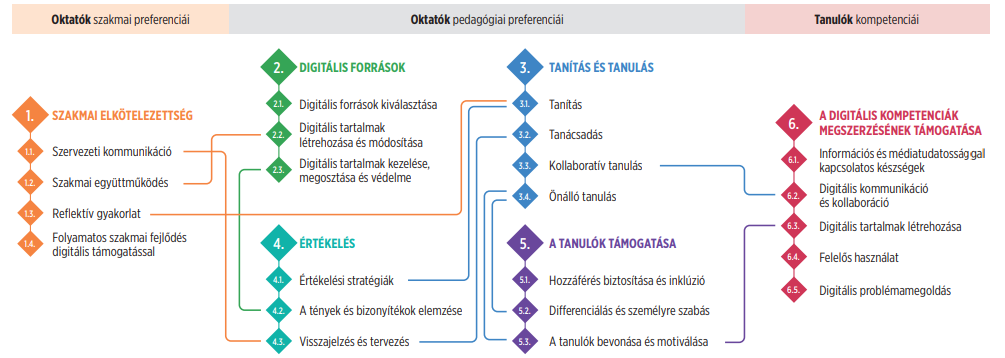 Oktatók szakmai preferenciái
Oktatók pedagógiai preferenciái
Tanulók kompetenciái
1. SZAKMAI ELKÖTELEZETTSÉG
1.1. Szervezeti kommunikáció
1.2. Szakmai együttműködés
1.3. Reflektív gyakorlat
1.4. Folyamatos szakmai fejlődés
digitális támogatással
2. DIGITÁLIS FORRÁSOK
2.1. Digitális források kiválasztása
2.2. Digitális tartalmak
létrehozása és módosítása
2.3. Digitális tartalmak kezelése,
megosztása és védelme
4. ÉRTÉKELÉS
4.1. Értékelési stratégiák
4.2. A tények és bizonyítékok elemzése
4.3. Visszajelzés és tervezés
3. TANÍTÁS ÉS TANULÁS
3.1. Tanítás
3.2. Tanácsadás
3.3. Kollaboratív tanulás
3.4. Önálló tanulás
5. A TANULÓK TÁMOGATÁSA
5.1. Hozzáférés biztosítása és inklúzió
5.2. Differenciálás és személyre szabás
5.3. A tanulók bevonása és motiválása
6. A DIGITÁLIS KOMPETENCIÁK
MEGSZERZÉSÉNEK TÁMOGATÁSA
6.1. Információs és médiatudatossággal
kapcsolatos készségek
6.2. Digitális kommunikáció
és kollaboráció
6.3. Digitális tartalmak létrehozása
6.4. Felelős használat
6.5. Digitális problémamegoldás